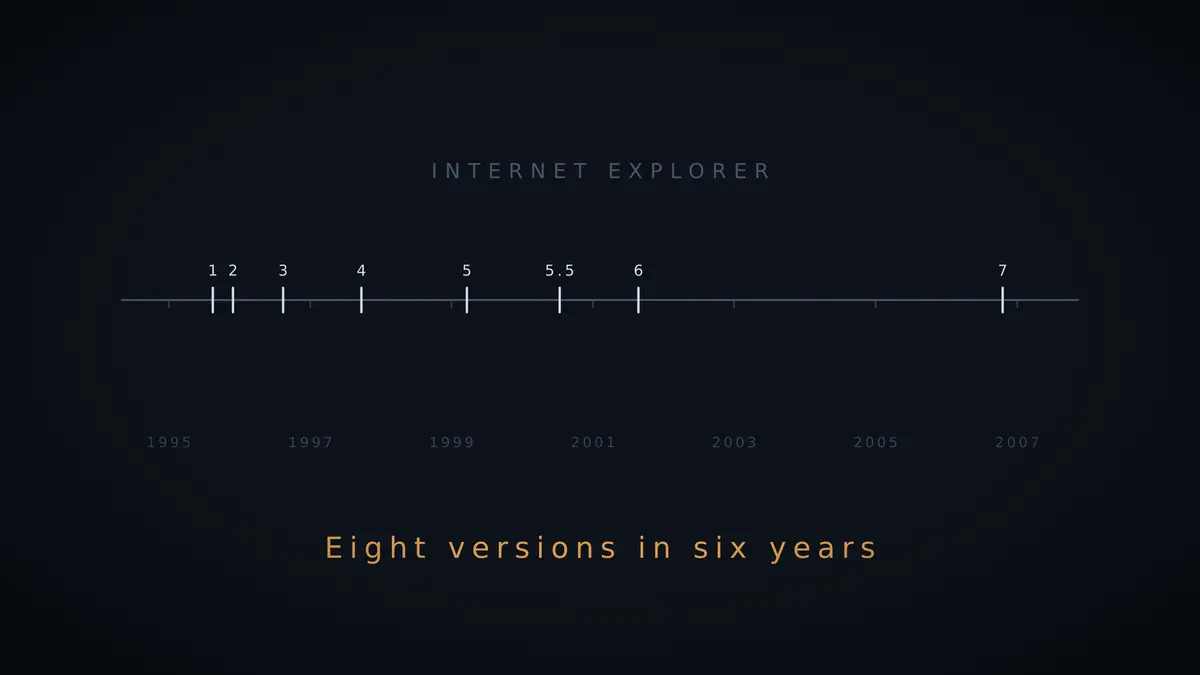 INTERNET EXPLORER
1 2 3 4 5 5.5 6 7
1995 1997 1999 2001 2003 2005 2007
Eight versions in six years